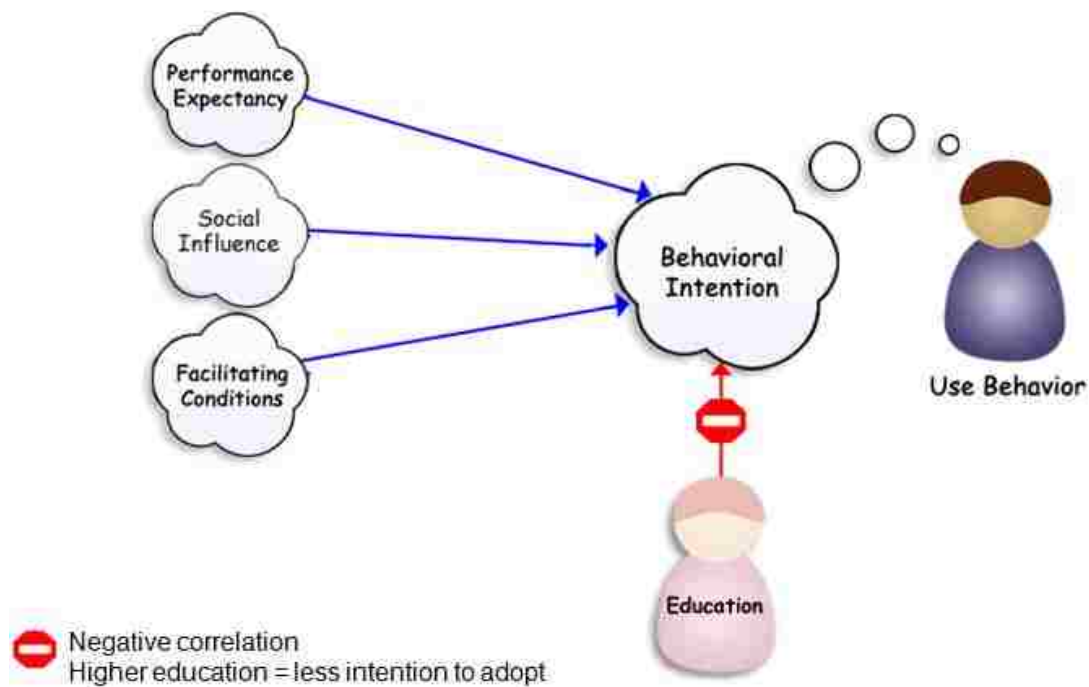 Performance
Expectancy
Social
Influence
Facilitating
Conditions
Behavioral
Intention
Use Behavior
Education
Negative correlation
Higher education = less intention to adopt